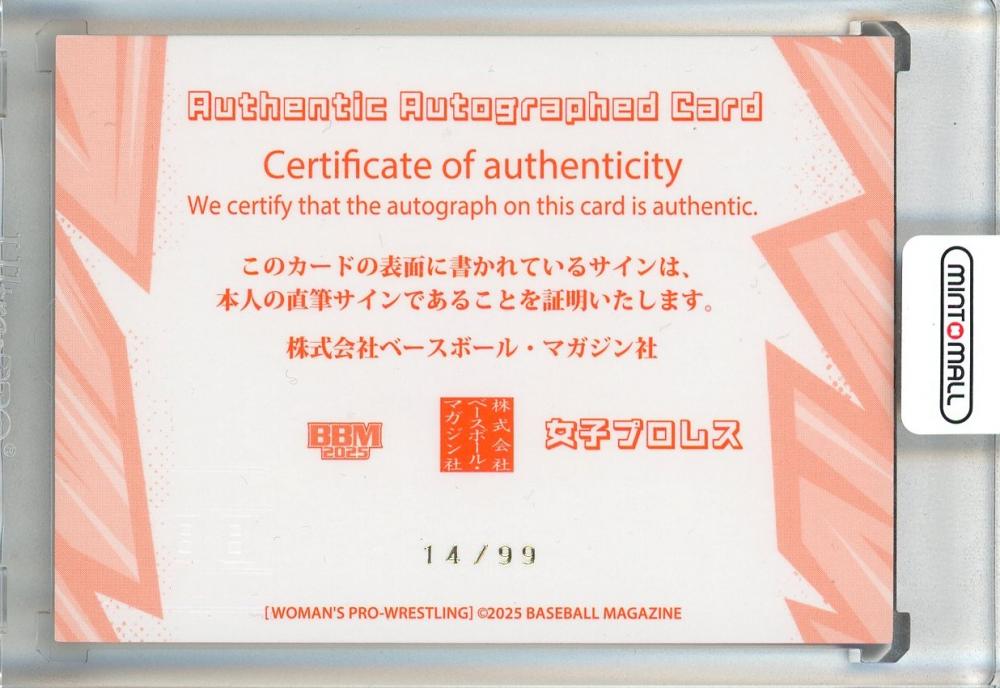 Authentic Autographed Card
Certificate of authenticity
We certify that the autograph on this card is authentic.
このカードの表面に書かれているサインは、
本人の直筆サインであることを証明いたします。
株式会社ベースボール・マガジン社
BBM
2025
株式会社
ベースボール・
マガジン社
女子プロレス
14/99
[WOMAN'S PRO-WRESTLING] ©2025 BASEBALL MAGAZINE
MINT MALL